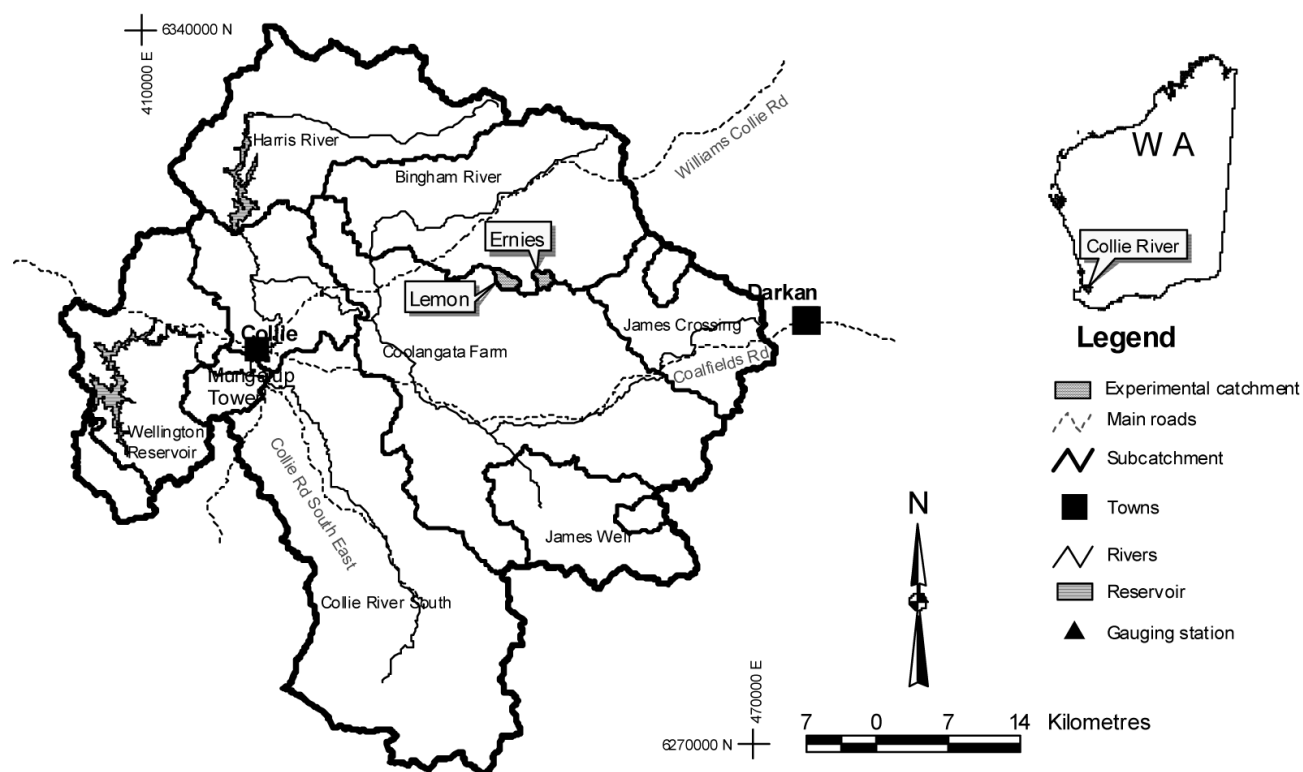 6340000 N
410000 E
Williams Collie Rd
Harris River
Bingham River
Ernies
Lemon
Darkan
Collie
Coolangata Farm
James Crossing
Coalfields Rd
Mungalup
Tower
Wellington
Reservoir
Collie Rd South East
James Weir
Collie River South
470000 E
6270000 N
W A
Collie River
Legend
Experimental catchment
Main roads
Subcatchment
Towns
Rivers
Reservoir
Gauging station
N
7 0 7 14 Kilometres